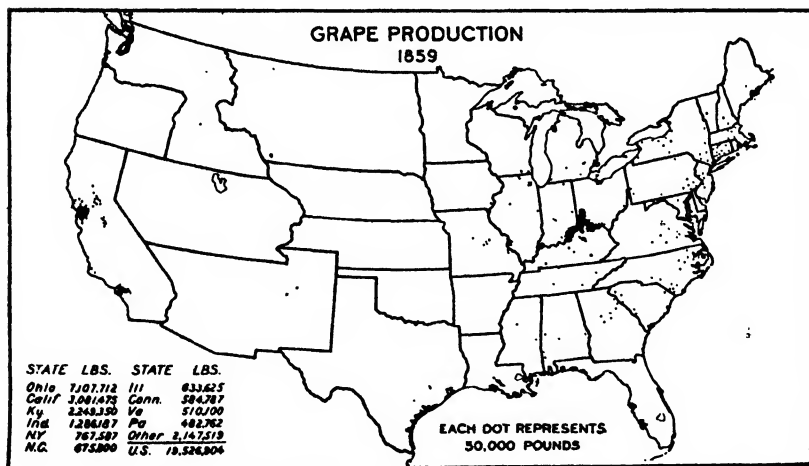 GRAPE PRODUCTION
1859
STATE LBS. STATE LBS.
Ohio 7,107,712 Ill 633,625
Calif 3,081,475 Conn. 584,787
Ky. 2,249,350 Va 510,100
Ind. 1,286,187 Pa 482,762
NY 767,587 Other 2,147,519
N.C. 675,800 U.S. 19,526,904
EACH DOT REPRESENTS
50,000 POUNDS